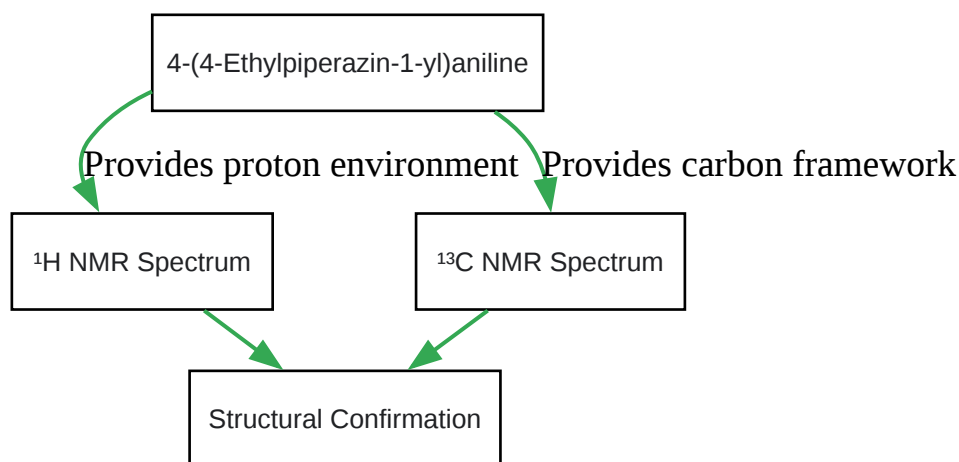 4-(4-Ethylpiperazin-1-yl)aniline
Provides proton environment
Provides carbon framework
¹H NMR Spectrum
¹³C NMR Spectrum
Structural Confirmation